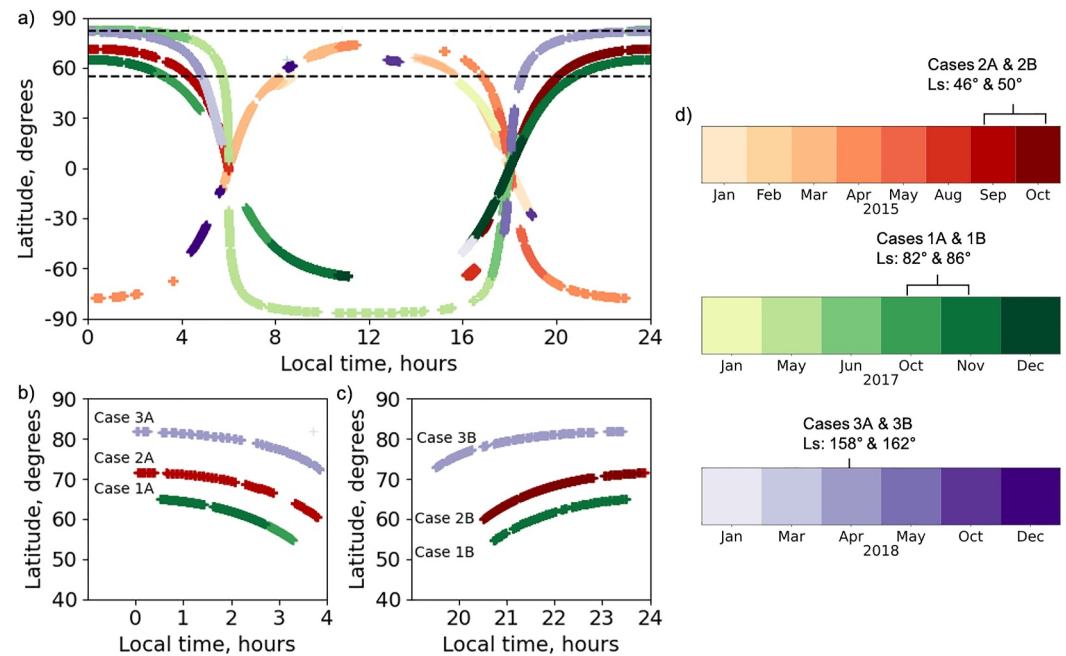 a)
90
60
30
0
-30
-60
-90
Latitude, degrees
0 4 8 12 16 20 24
Local time, hours
b)
90
80
70
60
50
40
Latitude, degrees
Case 3A
Case 2A
Case 1A
0 1 2 3 4
Local time, hours
c)
90
80
70
60
50
40
Latitude, degrees
Case 3B
Case 2B
Case 1B
20 21 22 23 24
Local time, hours
d)
Cases 2A & 2B
Ls: 46° & 50°
Jan Feb Mar Apr May Aug Sep Oct
2015
Cases 1A & 1B
Ls: 82° & 86°
Jan May Jun Oct Nov Dec
2017
Cases 3A & 3B
Ls: 158° & 162°
Jan Mar Apr May Oct Dec
2018